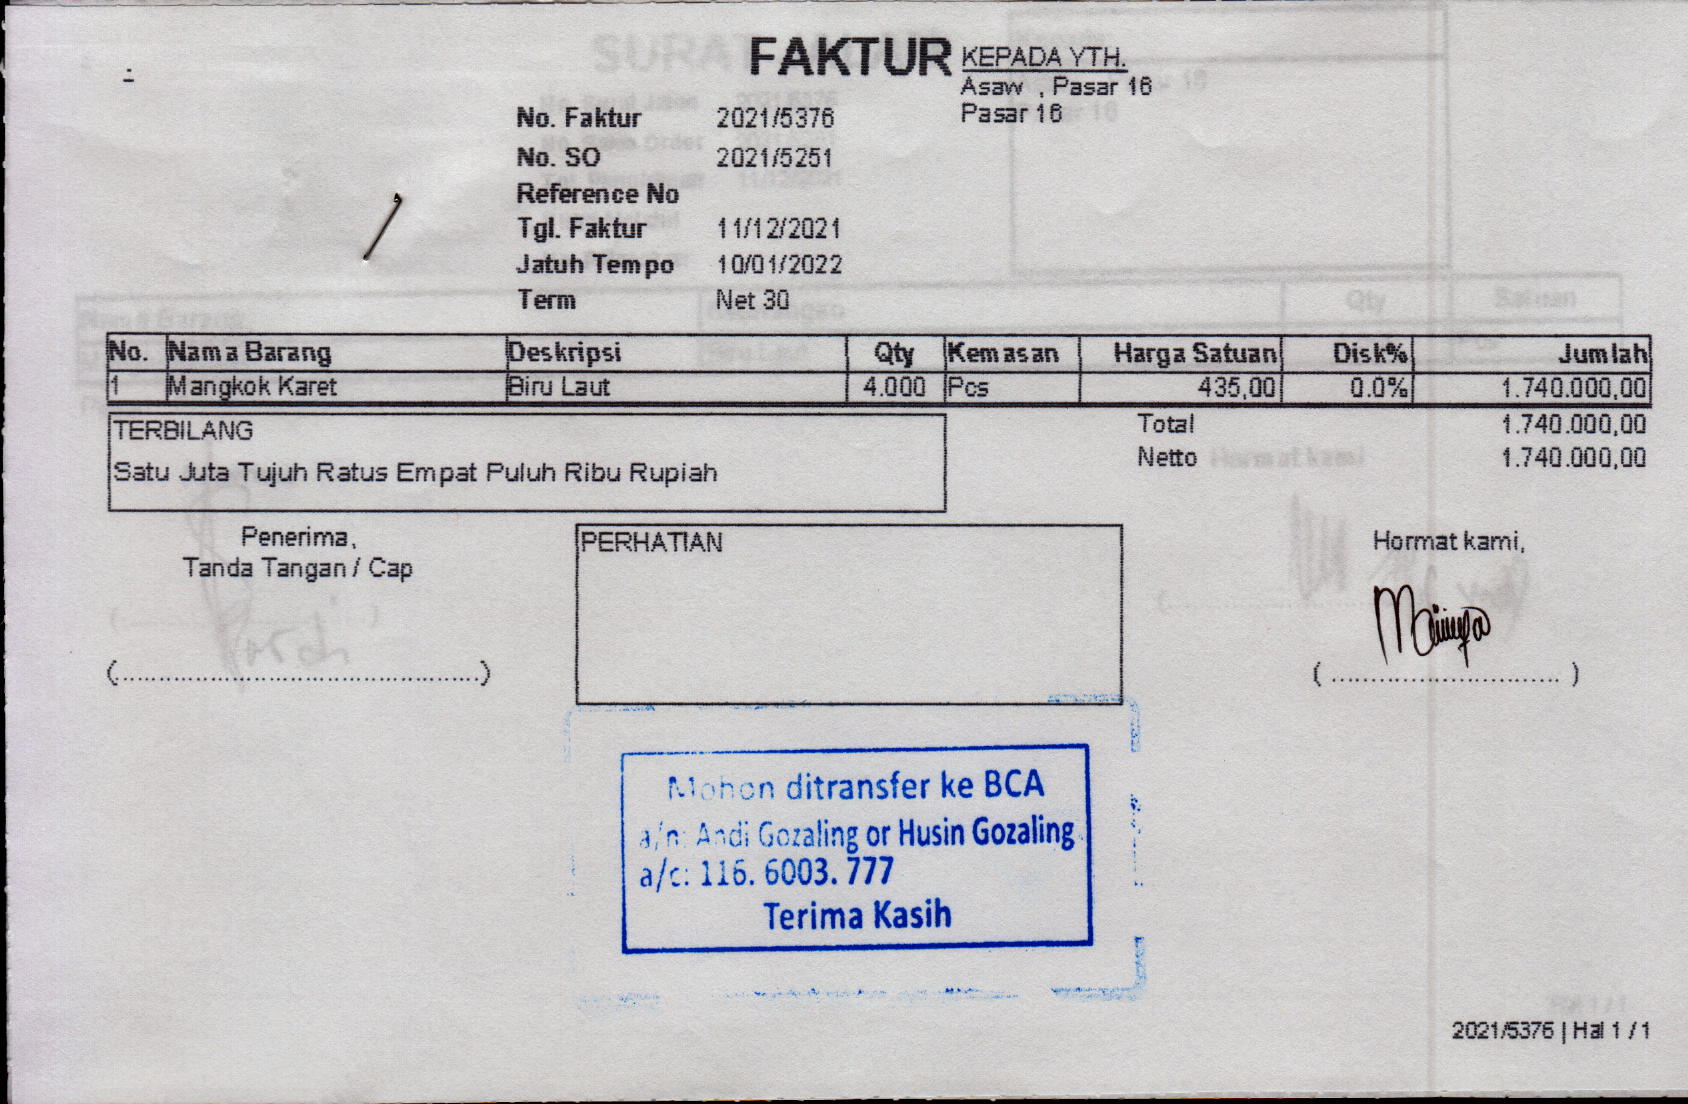 FAKTUR
KEPADA YTH.
Asaw , Pasar 16
Pasar 16
No. Faktur 2021/5376
No. SO 2021/5251
Reference No
Tgl. Faktur 11/12/2021
Jatuh Tempo 10/01/2022
Term Net 30
No. Nama Barang Deskripsi Qty Kemasan Harga Satuan Disk% Jumlah
1 Mangkok Karet Biru Laut 4.000 Pcs 435,00 0.0% 1.740.000,00
Total 1.740.000,00
Netto 1.740.000,00
TERBILANG
Satu Juta Tujuh Ratus Empat Puluh Ribu Rupiah
Penerima,
Tanda Tangan / Cap
(................................................)
PERHATIAN
Hormat kami,
( ............................. )
Mohon ditransfer ke BCA
a/n: Andi Gozaling or Husin Gozaling
a/c: 116. 6003. 777
Terima Kasih
2021/5376 | Hal 1 / 1